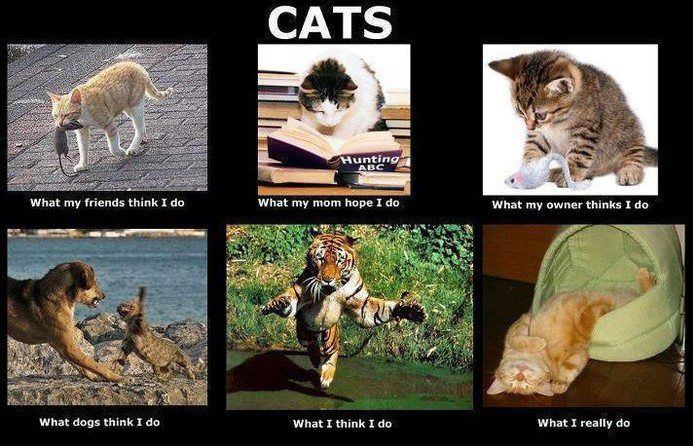 CATS
What my friends think I do
Hunting
ABC
What my mom hope I do
What my owner thinks I do
What dogs think I do
What I think I do
What I really do